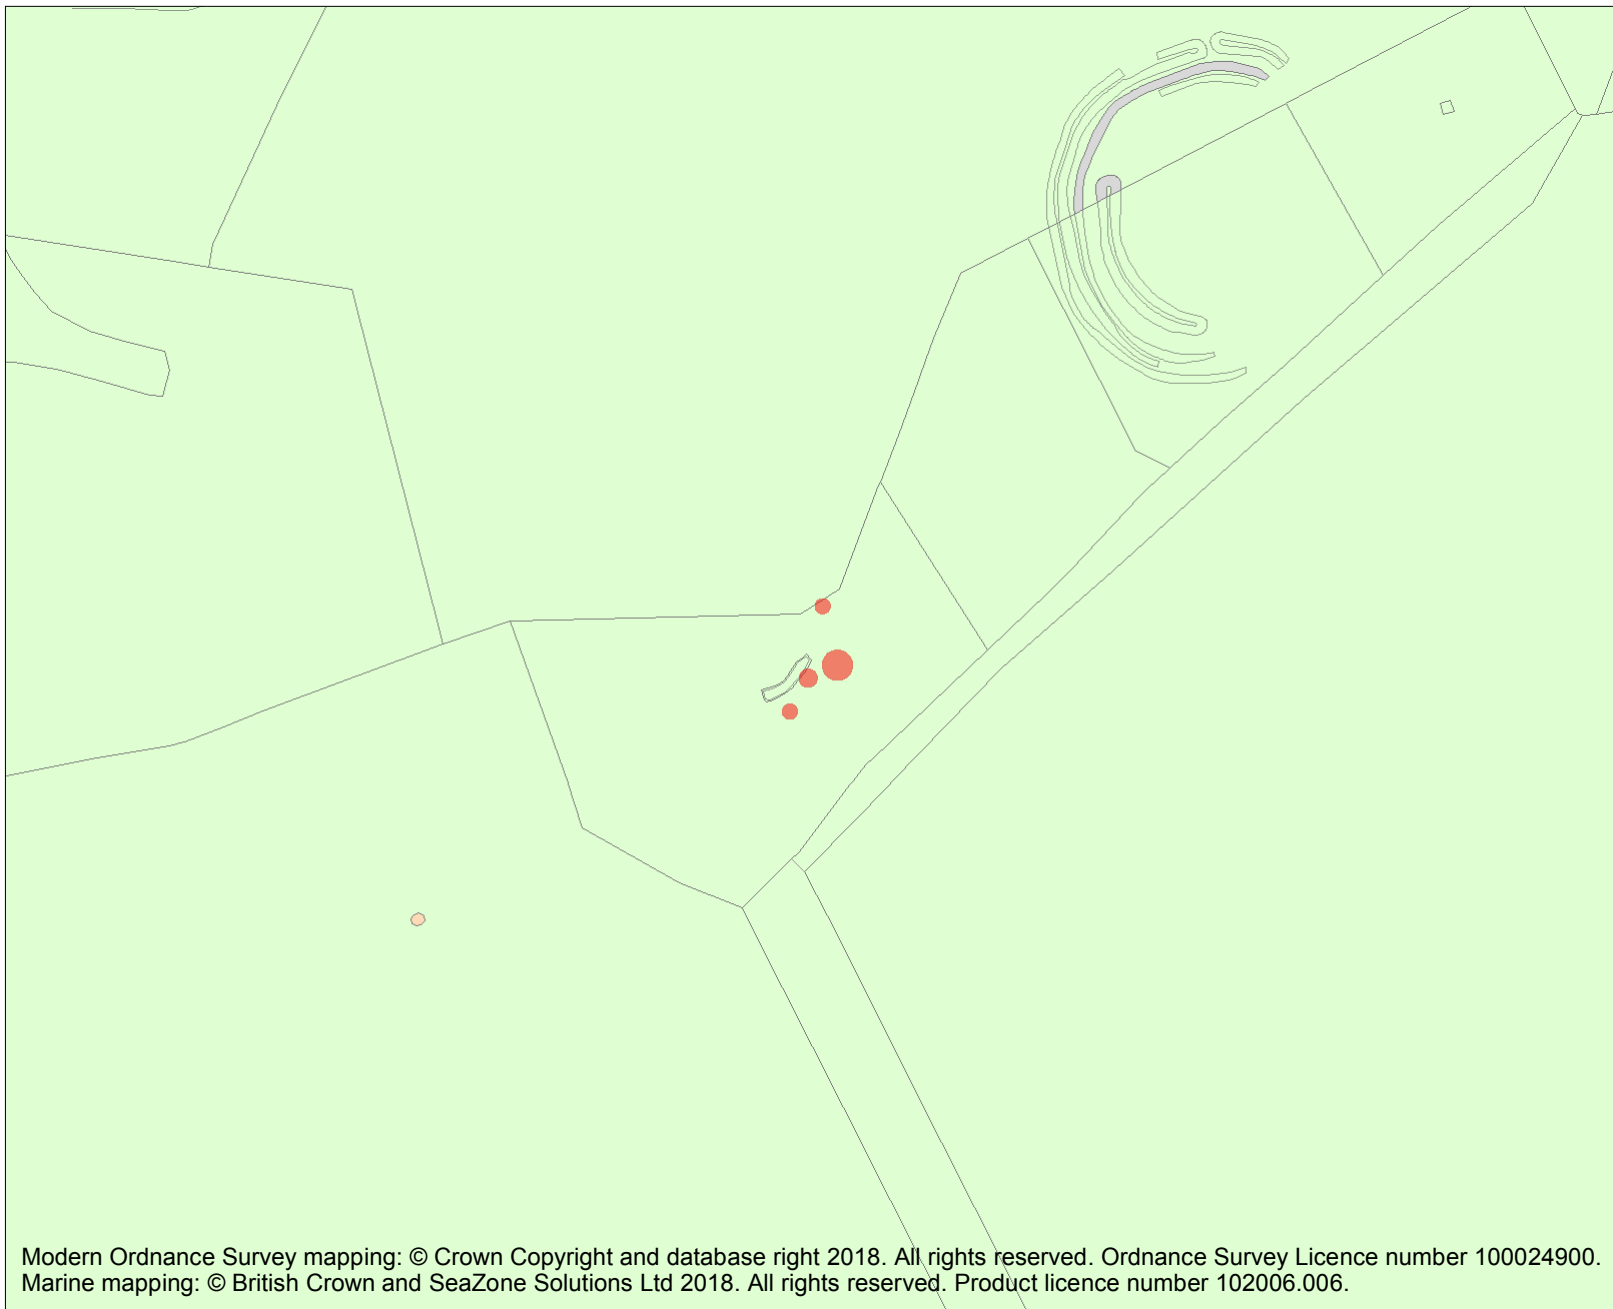 Modern Ordnance Survey mapping: © Crown Copyright and database right 2018. All rights reserved. Ordnance Survey Licence number 100024900.
Marine mapping: © British Crown and SeaZone Solutions Ltd 2018. All rights reserved. Product licence number 102006.006.